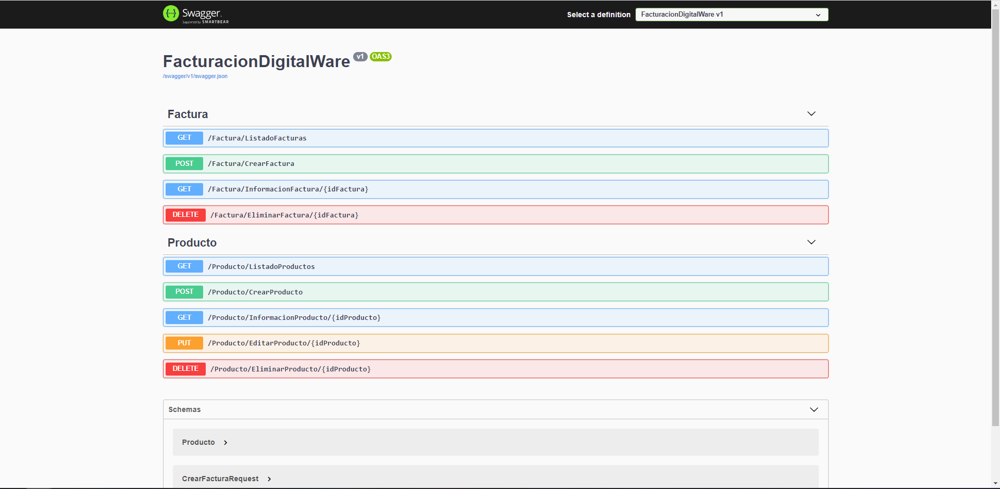 Swagger
Supported by SMARTBEAR
Select a definition
FacturacionDigitalWare v1
FacturacionDigitalWare v1 OAS3
/swagger/v1/swagger.json
Factura
GET /Factura/ListadoFacturas
POST /Factura/CrearFactura
GET /Factura/InformacionFactura/{idFactura}
DELETE /Factura/EliminarFactura/{idFactura}
Producto
GET /Producto/ListadoProductos
POST /Producto/CrearProducto
GET /Producto/InformacionProducto/{idProducto}
PUT /Producto/EditarProducto/{idProducto}
DELETE /Producto/EliminarProducto/{idProducto}
Schemas
Producto
CrearFacturaRequest